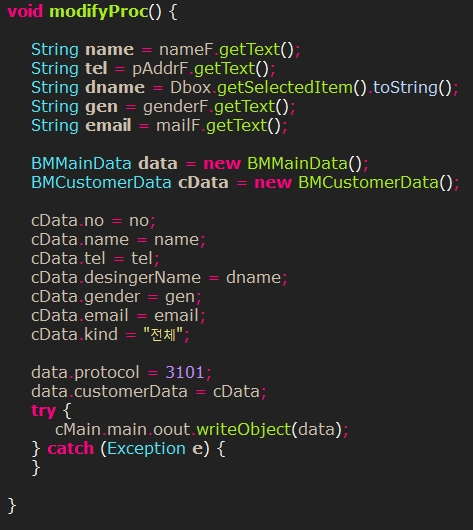 void modifyProc() {
String name = nameF.getText();
String tel = pAddrF.getText();
String dname = Dbox.getSelectedItem().toString();
String gen = genderF.getText();
String email = mailF.getText();
BMMainData data = new BMMainData();
BMCustomerData cData = new BMCustomerData();
cData.no = no;
cData.name = name;
cData.tel = tel;
cData.desingerName = dname;
cData.gender = gen;
cData.email = email;
cData.kind = "전체";
data.protocol = 3101;
data.customerData = cData;
try {
cMain.main.oout.writeObject(data);
} catch (Exception e) {
}
}